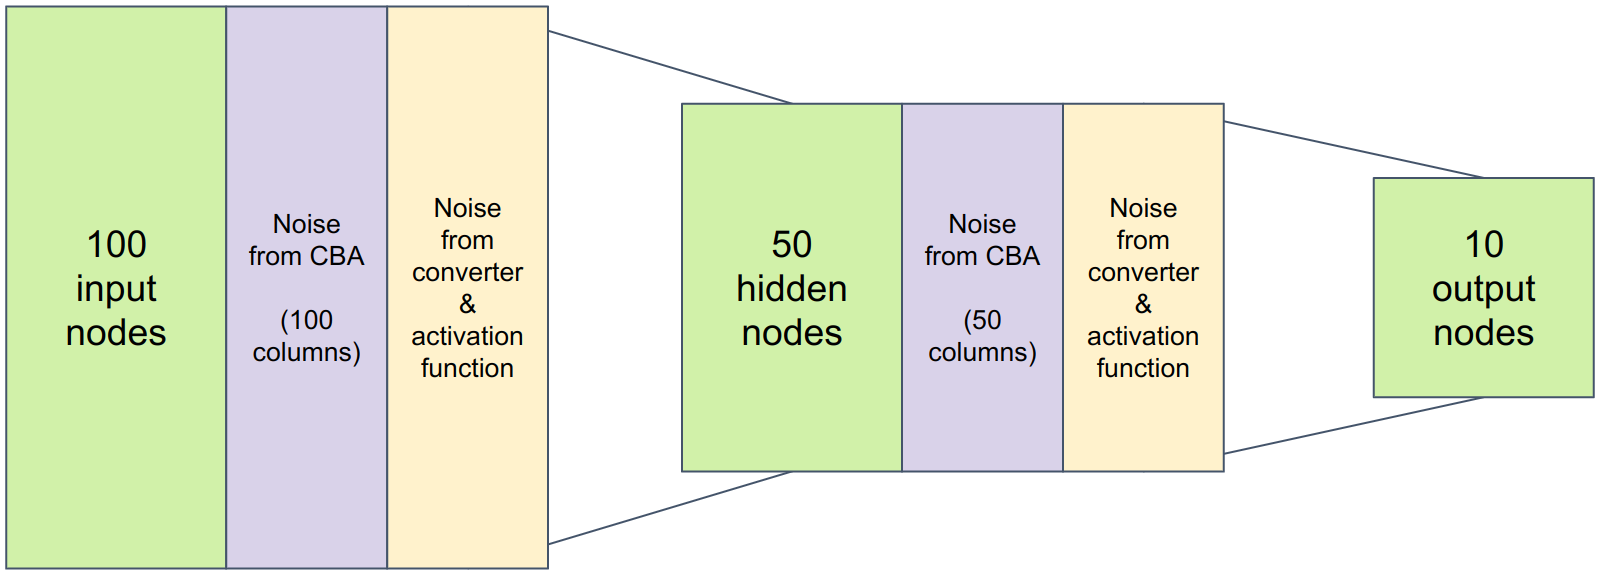 100
input
nodes
Noise
from CBA
(100
columns)
Noise
from
converter
&
activation
function
50
hidden
nodes
Noise
from CBA
(50
columns)
Noise
from
converter
&
activation
function
10
output
nodes